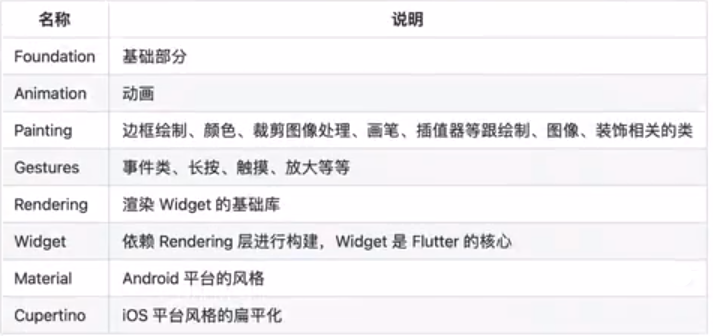 名称 说明
Foundation 基础部分
Animation 动画
Painting 边框绘制、颜色、裁剪图像处理、画笔、插值器等跟绘制、图像、装饰相关的类
Gestures 事件类、长按、触摸、放大等等
Rendering 渲染 Widget 的基础库
Widget 依赖 Rendering 层进行构建，Widget 是 Flutter 的核心
Material Android 平台的风格
Cupertino iOS 平台风格的扁平化